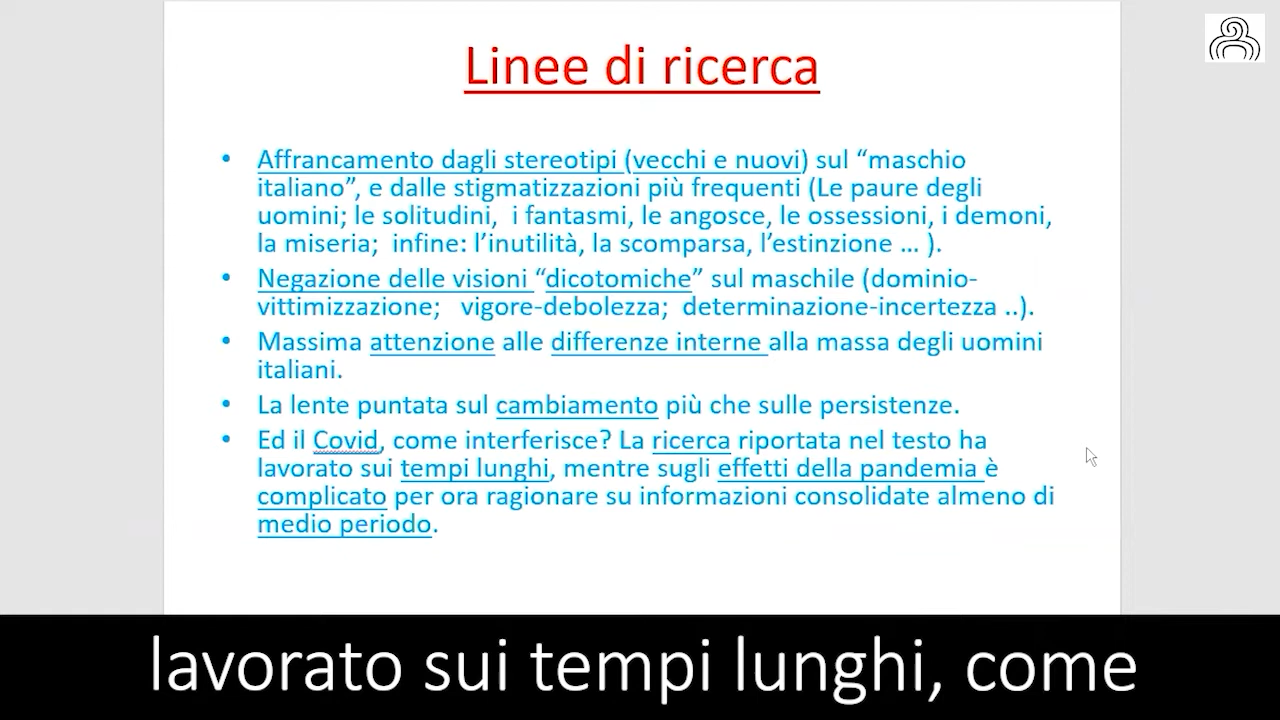 Linee di ricerca
• Affrancamento dagli stereotipi (vecchi e nuovi) sul “maschio
italiano”, e dalle stigmatizzazioni più frequenti (Le paure degli
uomini; le solitudini, i fantasmi, le angosce, le ossessioni, i demoni,
la miseria; infine: l’inutilità, la scomparsa, l’estinzione … ).
• Negazione delle visioni “dicotomiche” sul maschile (dominio-
vittimizzazione; vigore-debolezza; determinazione-incertezza ..).
• Massima attenzione alle differenze interne alla massa degli uomini
italiani.
• La lente puntata sul cambiamento più che sulle persistenze.
• Ed il Covid, come interferisce? La ricerca riportata nel testo ha
lavorato sui tempi lunghi, mentre sugli effetti della pandemia è
complicato per ora ragionare su informazioni consolidate almeno di
medio periodo.
lavorato sui tempi lunghi, come